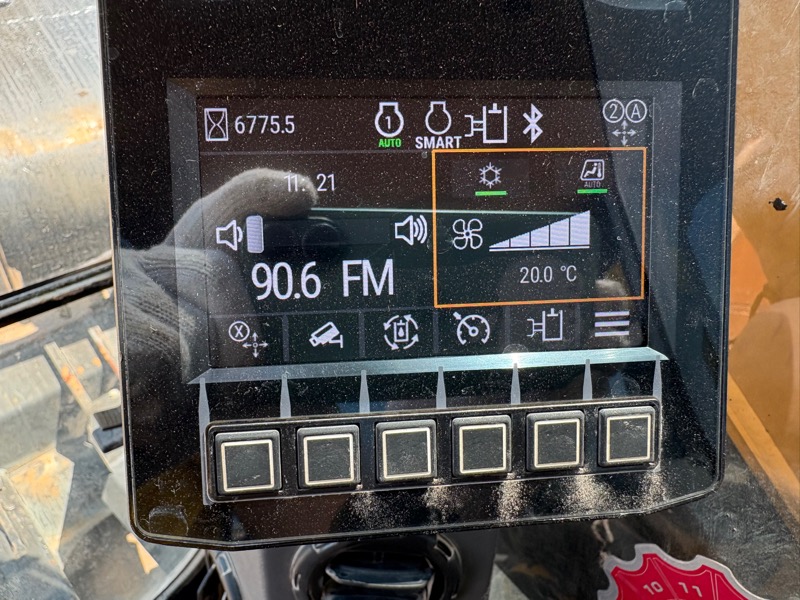 6775.5
1
AUTO
SMART
2 A
11: 21
AUTO
90.6 FM
20.0 °C
X
10 11